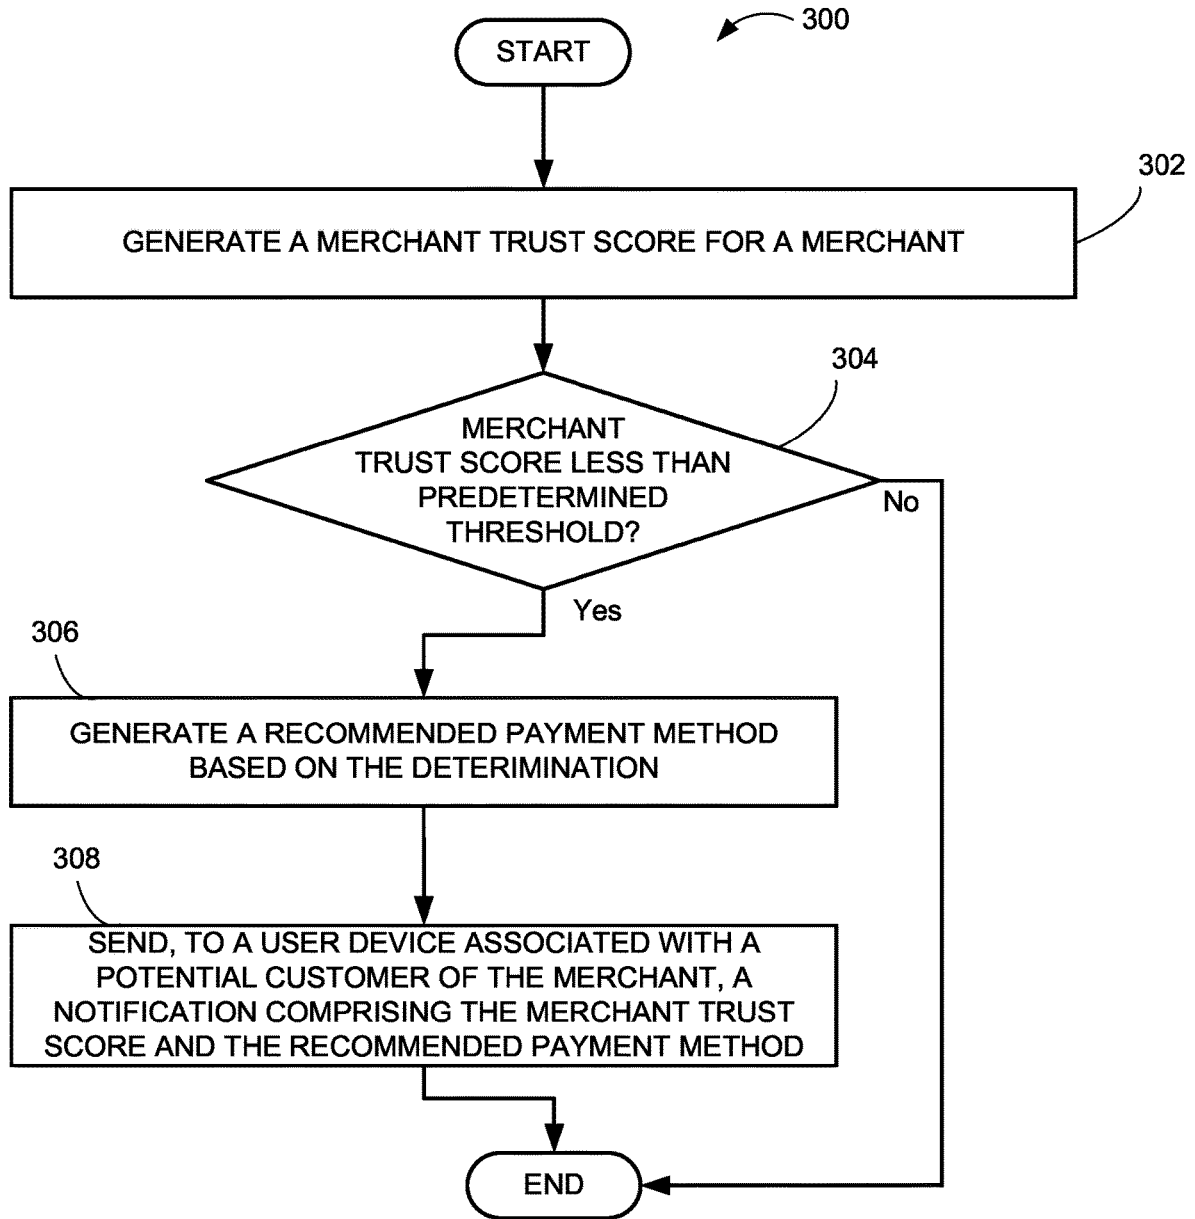 300
START
302
GENERATE A MERCHANT TRUST SCORE FOR A MERCHANT
304
MERCHANT
TRUST SCORE LESS THAN
PREDETERMINED
THRESHOLD?
No
Yes
306
GENERATE A RECOMMENDED PAYMENT METHOD
BASED ON THE DETERIMINATION
308
SEND, TO A USER DEVICE ASSOCIATED WITH A
POTENTIAL CUSTOMER OF THE MERCHANT, A
NOTIFICATION COMPRISING THE MERCHANT TRUST
SCORE AND THE RECOMMENDED PAYMENT METHOD
END